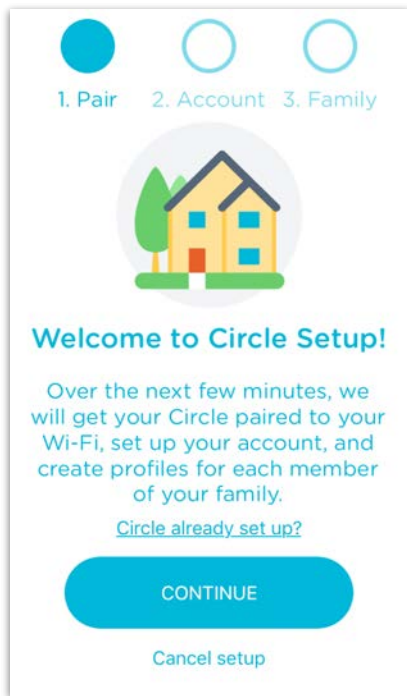 1. Pair 2. Account 3. Family
Welcome to Circle Setup!
Over the next few minutes, we
will get your Circle paired to your
Wi-Fi, set up your account, and
create profiles for each member
of your family.
Circle already set up?
CONTINUE
Cancel setup